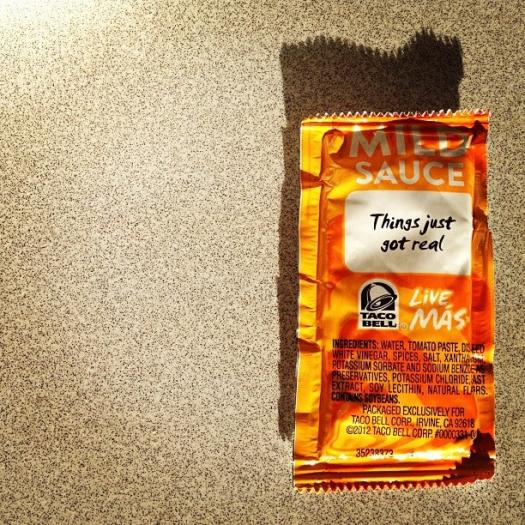 MILD
SAUCE
Things just
got real
TACO
BELL®
LIVE
MÁS
INGREDIENTS: WATER, TOMATO PASTE,
WHITE VINEGAR, SPICES, SALT,
POTASSIUM SORBATE AND SODIUM
PRESERVATIVES, POTASSIUM CHLORIDE,
EXTRACT, SOY LECITHIN, NATURAL
CONTAINS SOYBEANS.
PACKAGED EXCLUSIVELY FOR
TACO BELL CORP., IRVINE, CA 92618
©2012 TACO BELL CORP.